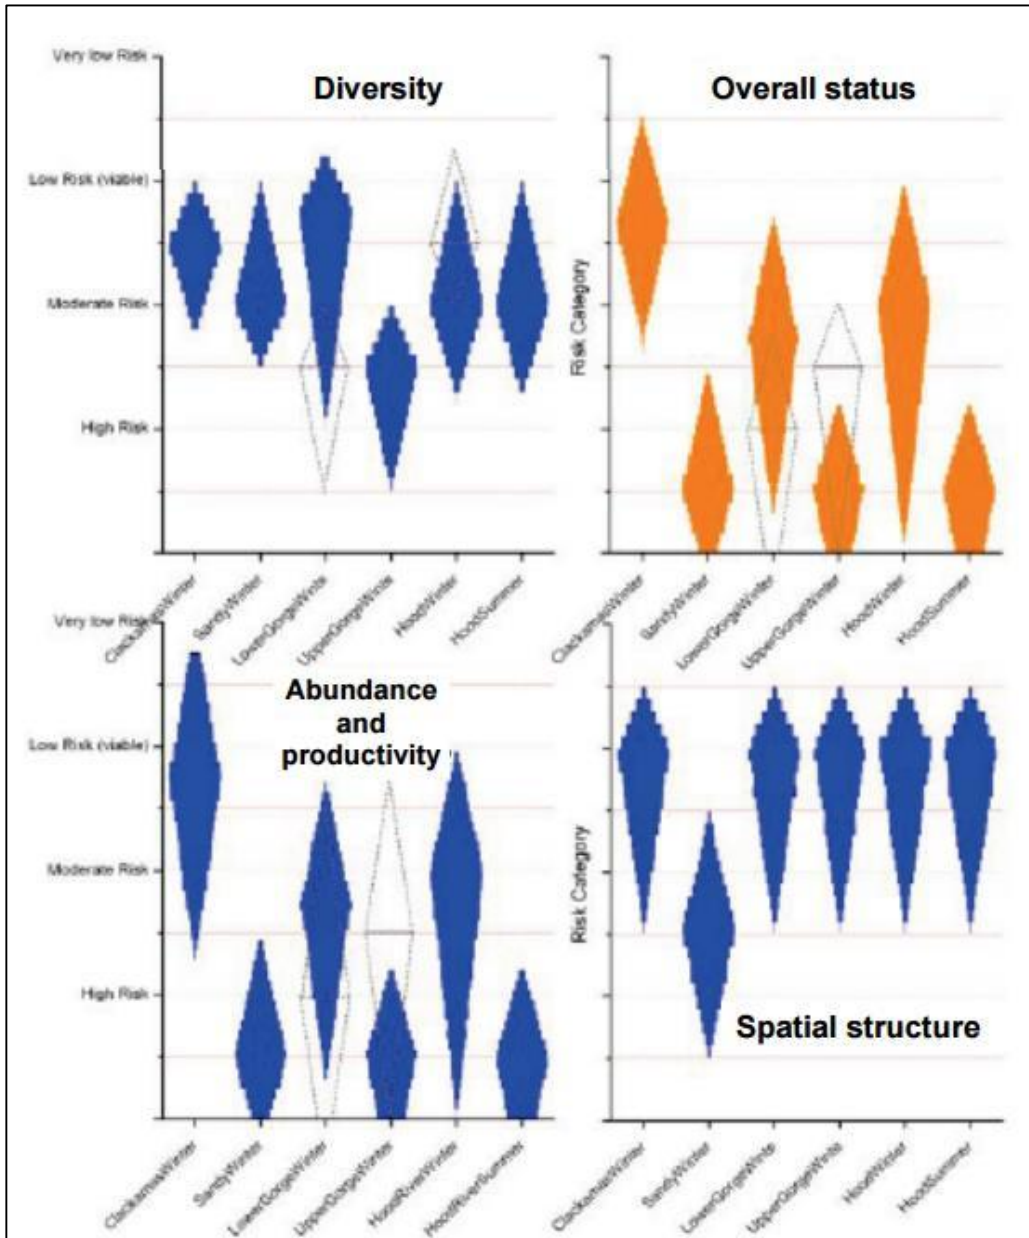 Very low Risk
Diversity
Low Risk (viable)
Moderate Risk
High Risk
ClackamasWinter
SandyWinter
LowerGorgeWinte
UpperGorgeWinte
HoodWinter
HoodSummer
Overall status
Risk Category
ClackamasWinter
SandyWinter
LowerGorgeWinter
UpperGorgeWinter
HoodWinter
HoodSummer
Very low Risk
Abundance
and
productivity
Low Risk (viable)
Moderate Risk
High Risk
ClackamasWinter
SandyWinter
LowerGorgeWinter
UpperGorgeWinter
HoodRiverWinter
HoodRiverSummer
Risk Category
Spatial structure
ClackamasWinter
SandyWinter
LowerGorgeWinte
UpperGorgeWinte
HoodWinter
HoodSummer